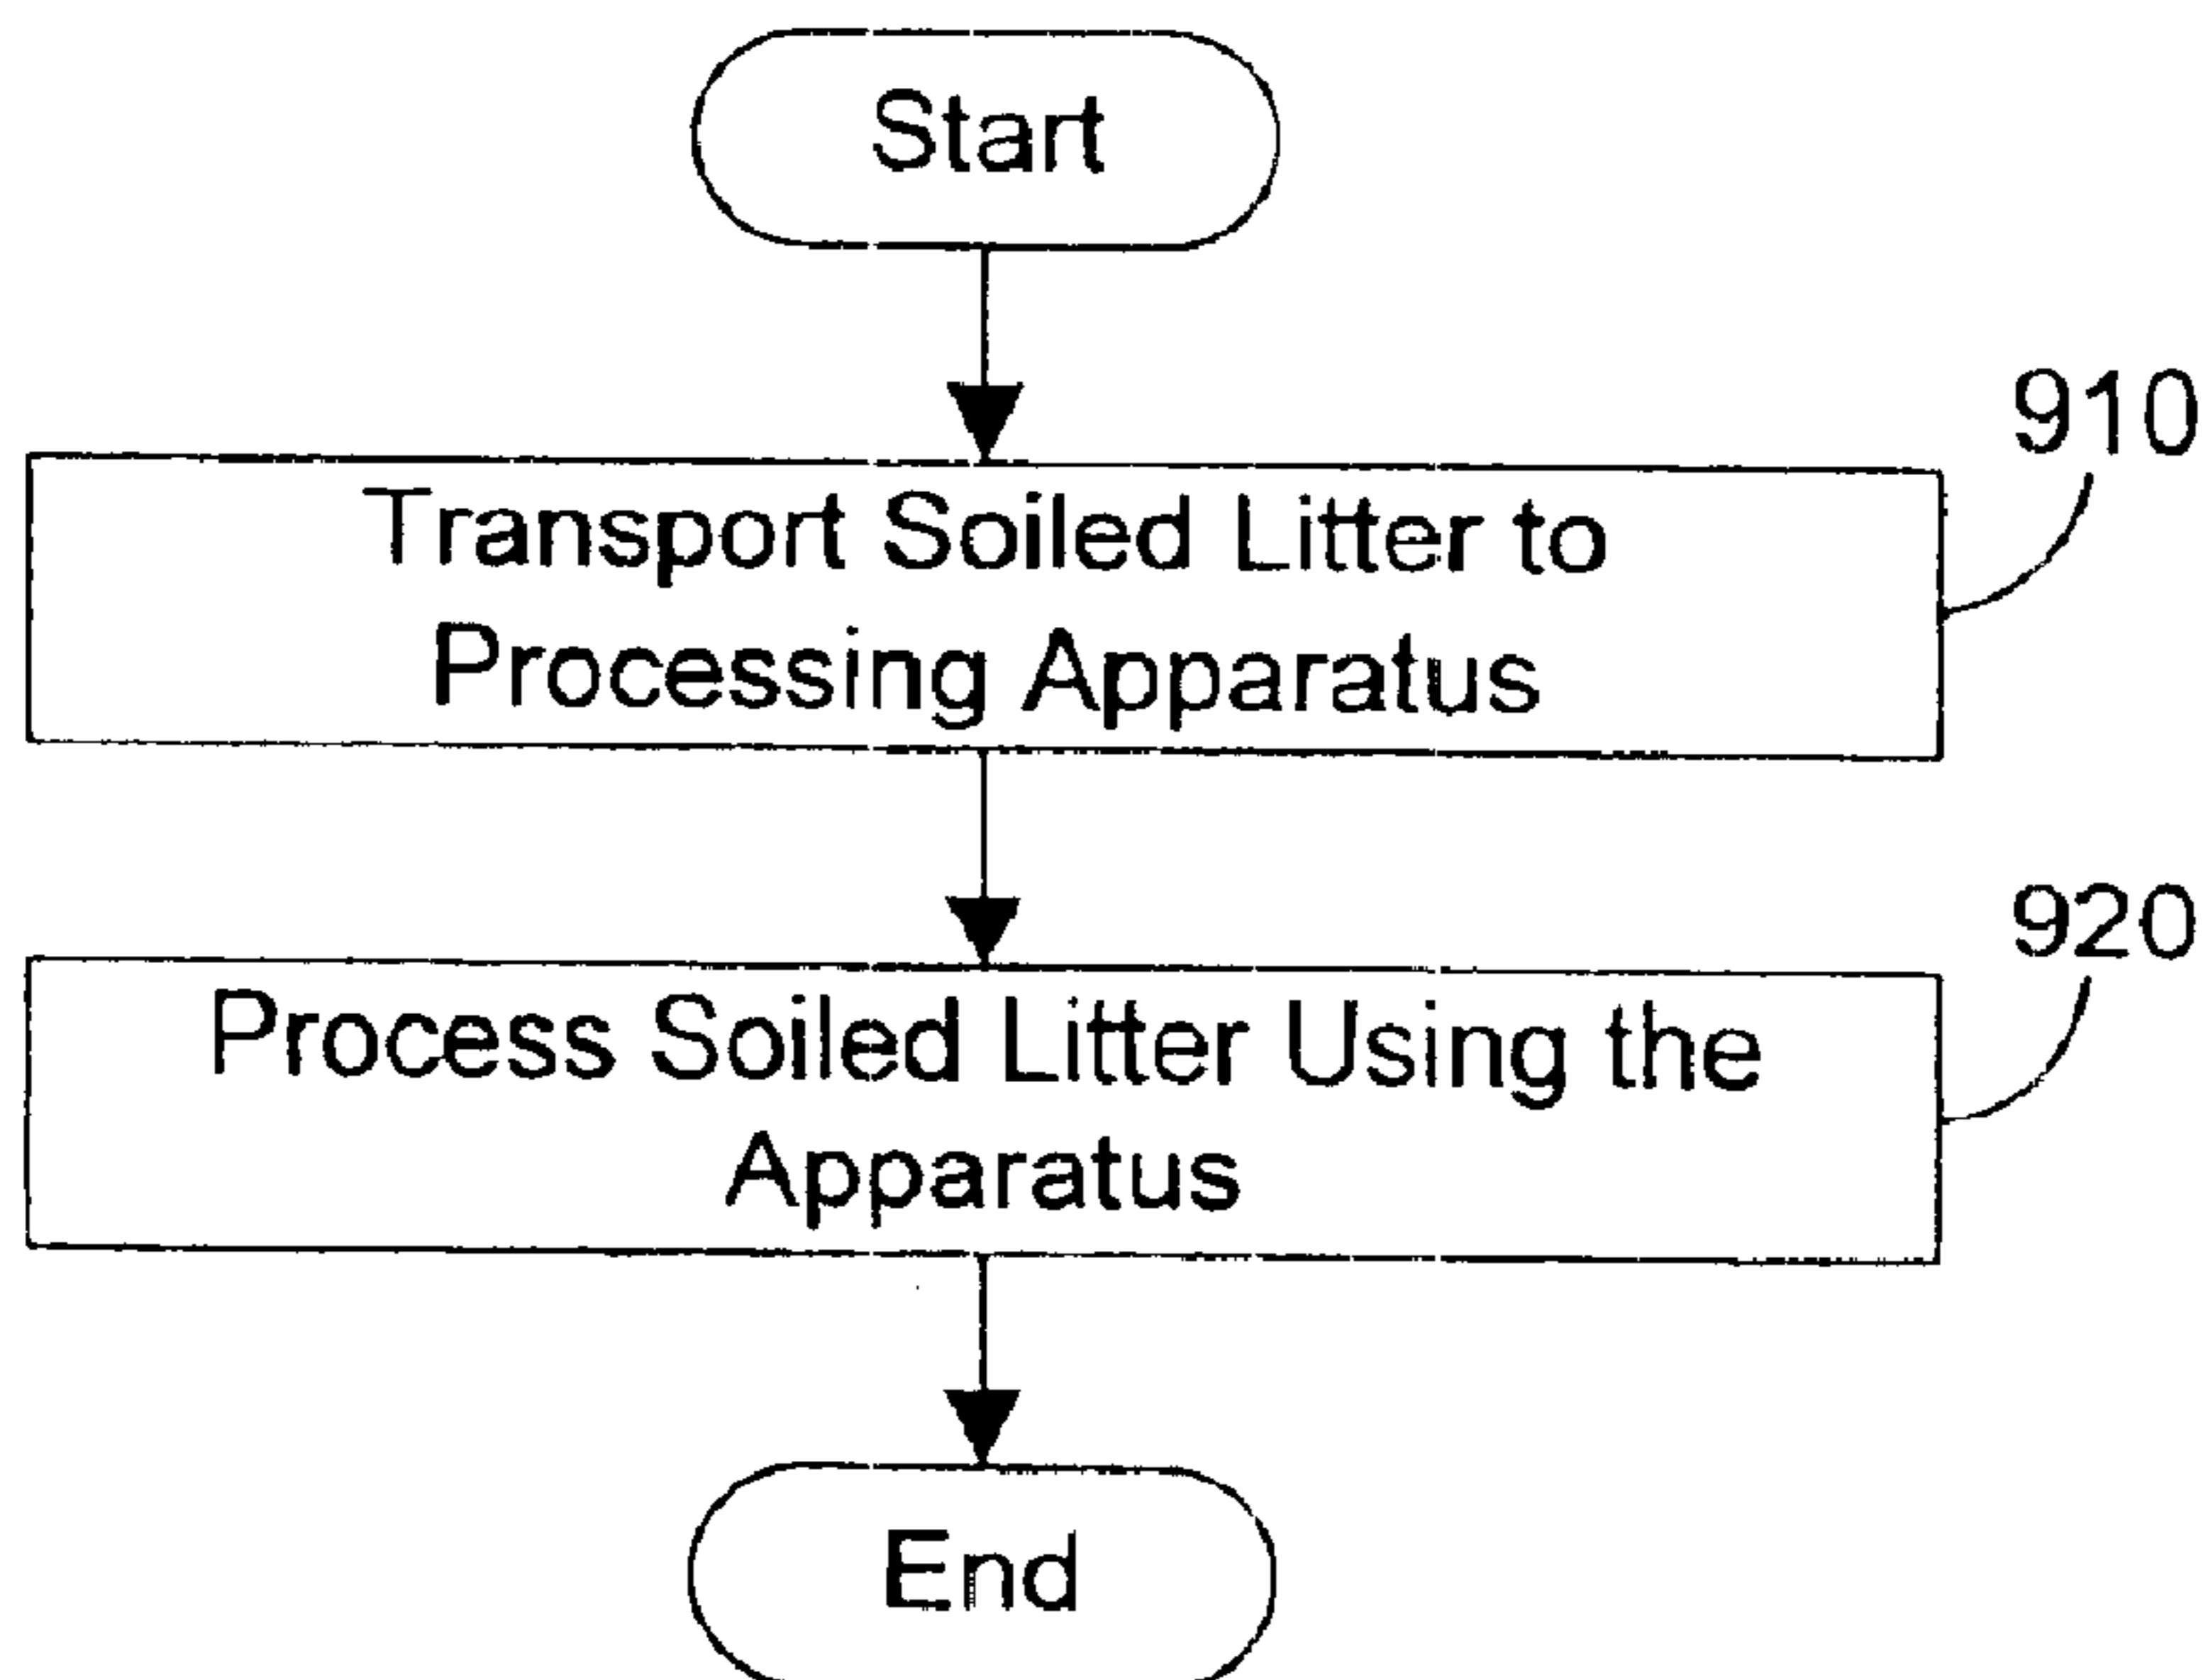 Start
910
Transport Soiled Litter to
Processing Apparatus
920
Process Soiled Litter Using the
Apparatus
End